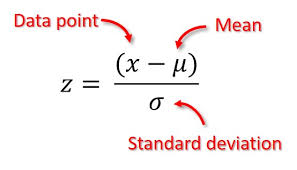 Data point
Mean
z = (x − μ)
σ
Standard deviation